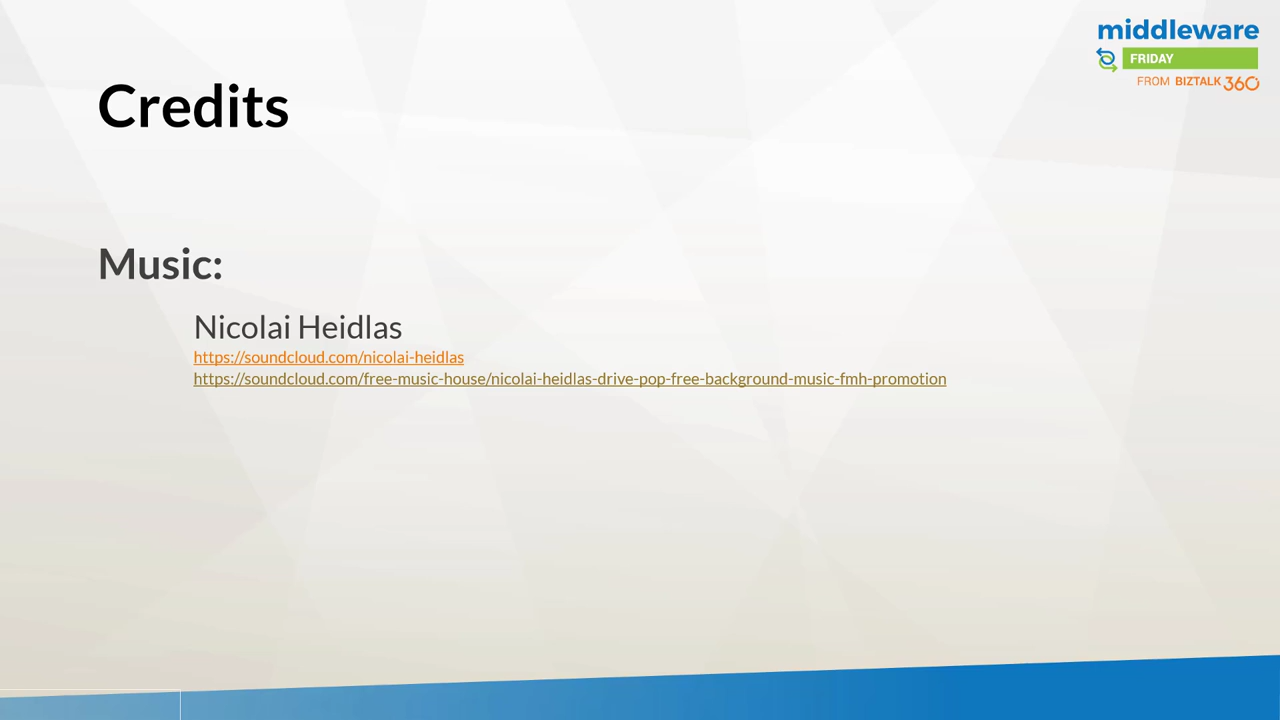 middleware
FRIDAY
FROM BIZTALK 360
Credits
Music:
Nicolai Heidlas
https://soundcloud.com/nicolai-heidlas
https://soundcloud.com/free-music-house/nicolai-heidlas-drive-pop-free-background-music-fmh-promotion